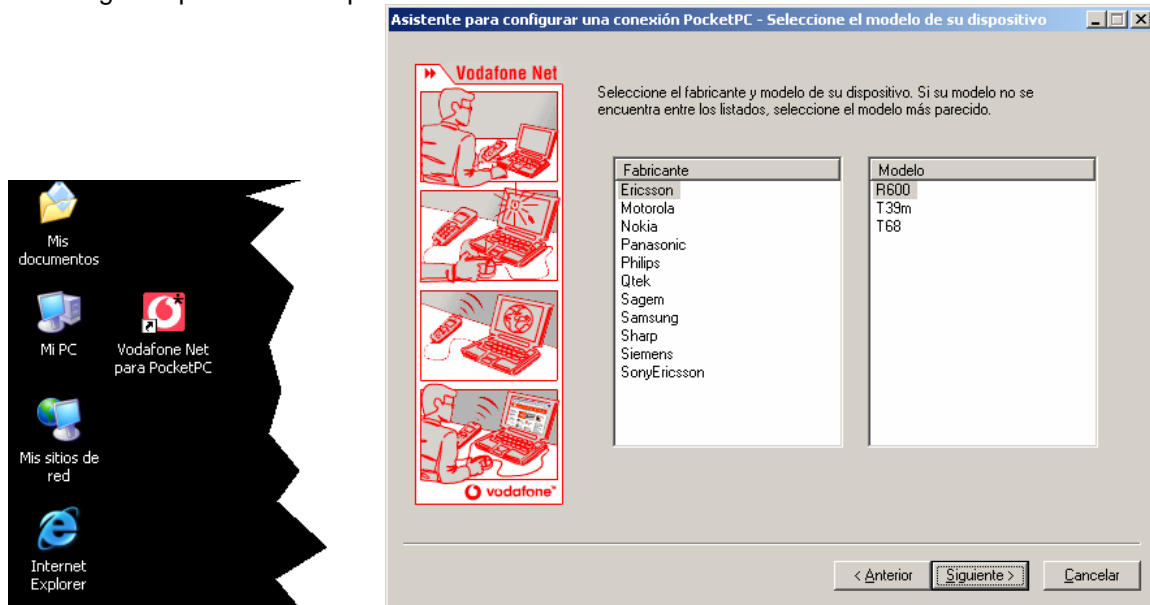 Asistente para configurar una conexión PocketPC - Seleccione el modelo de su dispositivo
Vodafone Net
Seleccione el fabricante y modelo de su dispositivo. Si su modelo no se
encuentra entre los listados, seleccione el modelo más parecido.
Fabricante
Ericsson
Motorola
Nokia
Panasonic
Philips
Qtek
Sagem
Samsung
Sharp
Siemens
SonyEricsson
Modelo
R600
T39m
T68
vodafone™
< Anterior
Siguiente >
Cancelar
Mis
documentos
Mi PC
Vodafone Net
para PocketPC
Mis sitios de
red
Internet
Explorer